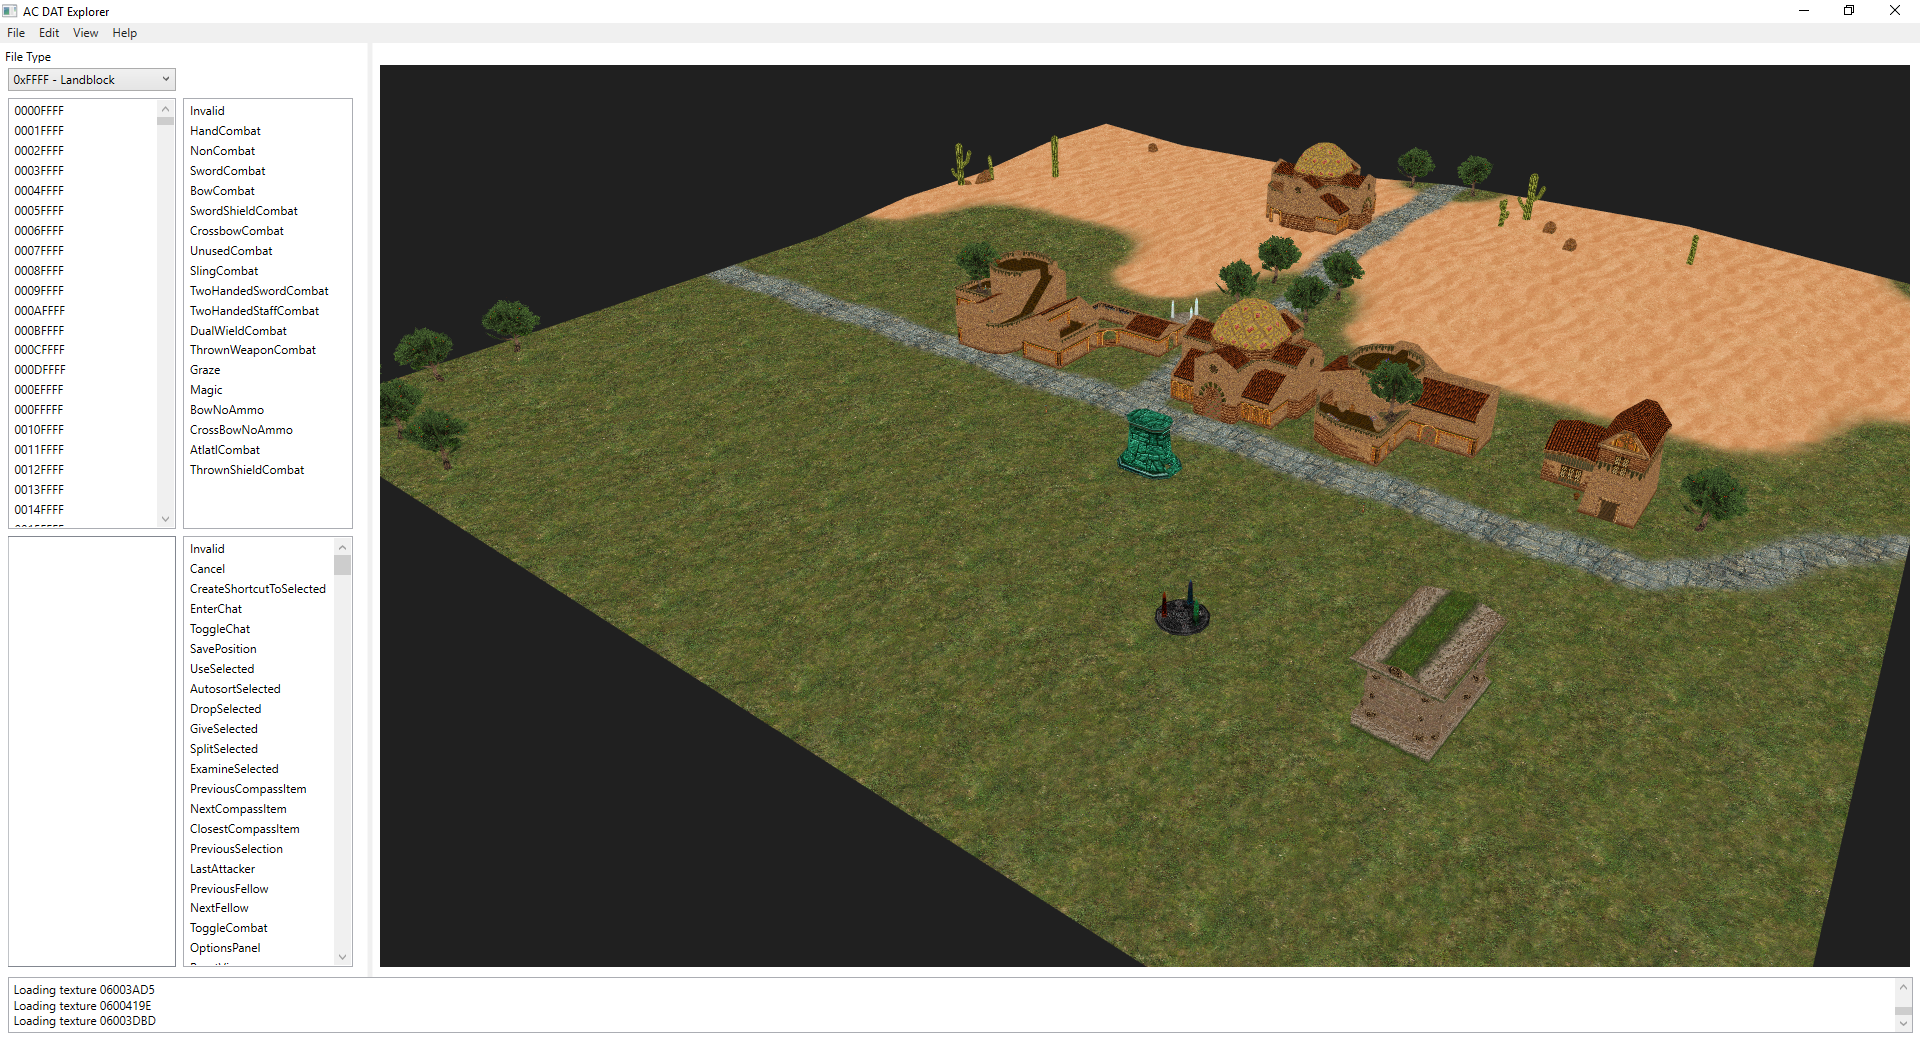 AC DAT Explorer
File Edit View Help
File Type
0xFFFF - Landblock
0000FFFF
0001FFFF
0002FFFF
0003FFFF
0004FFFF
0005FFFF
0006FFFF
0007FFFF
0008FFFF
0009FFFF
000AFFFF
000BFFFF
000CFFFF
000DFFFF
000EFFFF
000FFFFF
0010FFFF
0011FFFF
0012FFFF
0013FFFF
0014FFFF
Invalid
HandCombat
NonCombat
SwordCombat
BowCombat
SwordShieldCombat
CrossbowCombat
UnusedCombat
SlingCombat
TwoHandedSwordCombat
TwoHandedStaffCombat
DualWieldCombat
ThrownWeaponCombat
Graze
Magic
BowNoAmmo
CrossBowNoAmmo
AtlatlCombat
ThrownShieldCombat
Invalid
Cancel
CreateShortcutToSelected
EnterChat
ToggleChat
SavePosition
UseSelected
AutosortSelected
DropSelected
GiveSelected
SplitSelected
ExamineSelected
PreviousCompassItem
NextCompassItem
ClosestCompassItem
PreviousSelection
LastAttacker
PreviousFellow
NextFellow
ToggleCombat
OptionsPanel
Loading texture 06003AD5
Loading texture 0600419E
Loading texture 06003DBD